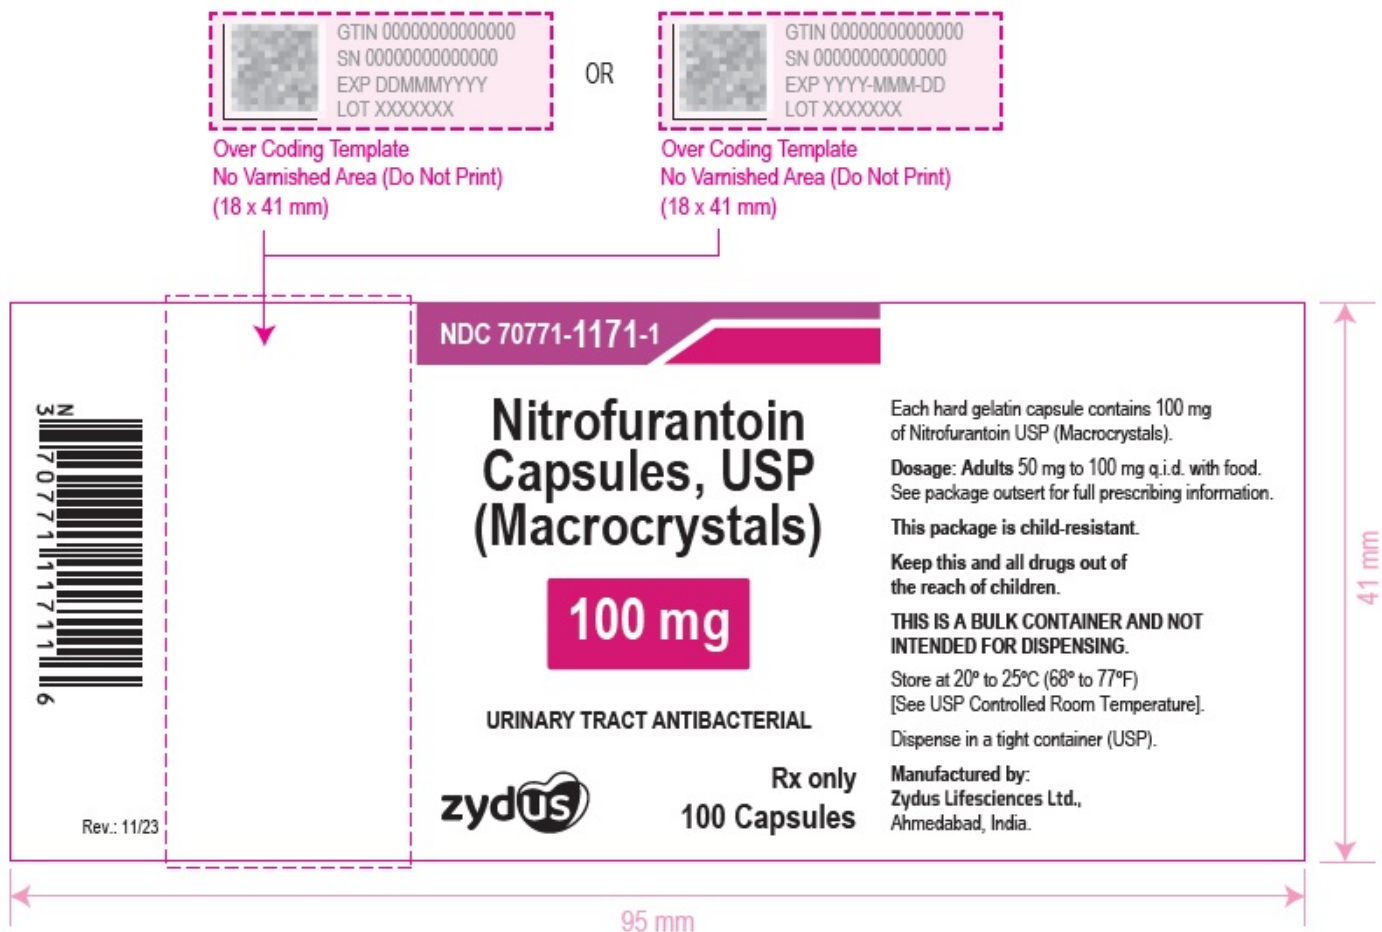 GTIN 00000000000000
SN 00000000000000
EXP DDMMMYYYY
LOT XXXXXXX
OR
GTIN 00000000000000
SN 00000000000000
EXP YYYY-MMM-DD
LOT XXXXXXX
Over Coding Template
No Varnished Area (Do Not Print)
(18 x 41 mm)
Over Coding Template
No Varnished Area (Do Not Print)
(18 x 41 mm)
N
3 70771 11711 6
Rev.: 11/23
NDC 70771-1171-1
Nitrofurantoin
Capsules, USP
(Macrocrystals)
100 mg
URINARY TRACT ANTIBACTERIAL
zydus
Rx only
100 Capsules
Each hard gelatin capsule contains 100 mg
of Nitrofurantoin USP (Macrocrystals).
Dosage: Adults 50 mg to 100 mg q.i.d. with food.
See package outsert for full prescribing information.
This package is child-resistant.
Keep this and all drugs out of
the reach of children.
THIS IS A BULK CONTAINER AND NOT
INTENDED FOR DISPENSING.
Store at 20° to 25°C (68° to 77°F)
[See USP Controlled Room Temperature].
Dispense in a tight container (USP).
Manufactured by:
Zydus Lifesciences Ltd.,
Ahmedabad, India.
41 mm
95 mm